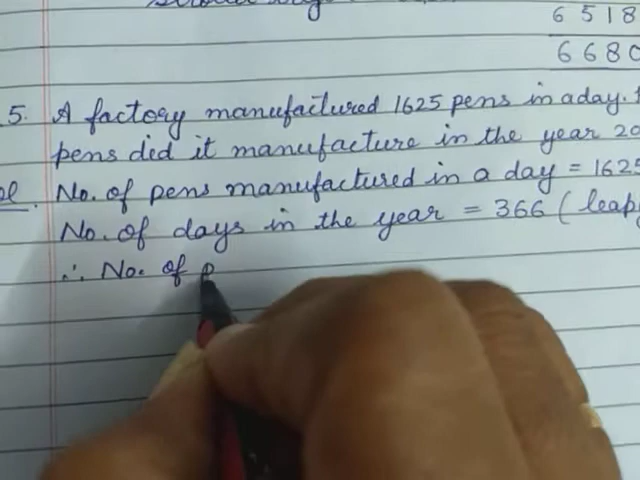 6 5 1 8
6 6 8 0
5. A factory manufactured 1625 pens in a day.
pens did it manufacture in the year 20
No. of pens manufactured in a day = 1625
No. of days in the year = 366 ( leap
∴ No. of p